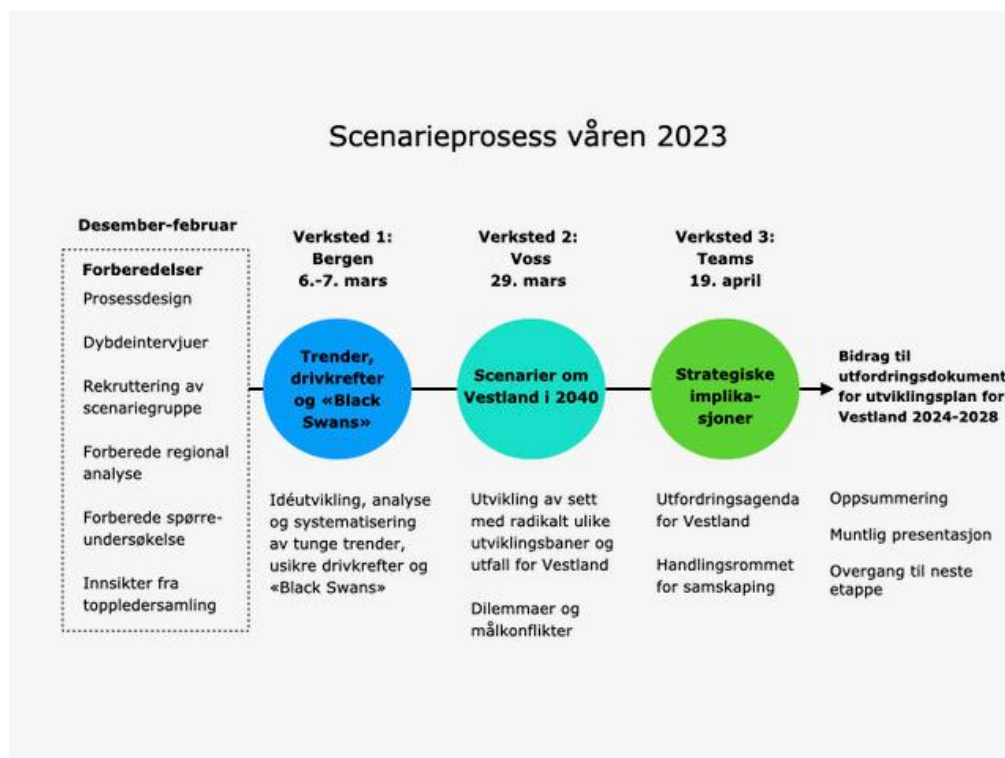 Scenarieprosess våren 2023
Desember-februar
Forberedelser
Prosessdesign
Dybdeintervjuer
Rekruttering av
scenariegruppe
Forberede regional
analyse
Forberede spørre-
undersøkelse
Innsikter fra
toppledersamling
Verksted 1:
Bergen
6.-7. mars
Trender,
drivkrefter
og «Black
Swans»
Idéutvikling, analyse
og systematisering
av tunge trender,
usikre drivkrefter og
«Black Swans»
Verksted 2:
Voss
29. mars
Scenarier om
Vestland i 2040
Utvikling av sett
med radikalt ulike
utviklingsbaner og
utfall for Vestland
Dilemmaer og
målkonflikter
Verksted 3:
Teams
19. april
Strategiske
implika-
sjoner
Utfordringsagenda
for Vestland
Handlingsrommet
for samskaping
Bidrag til
utfordringsdokument
for utviklingsplan for
Vestland 2024-2028
Oppsummering
Muntlig presentasjon
Overgang til neste
etappe